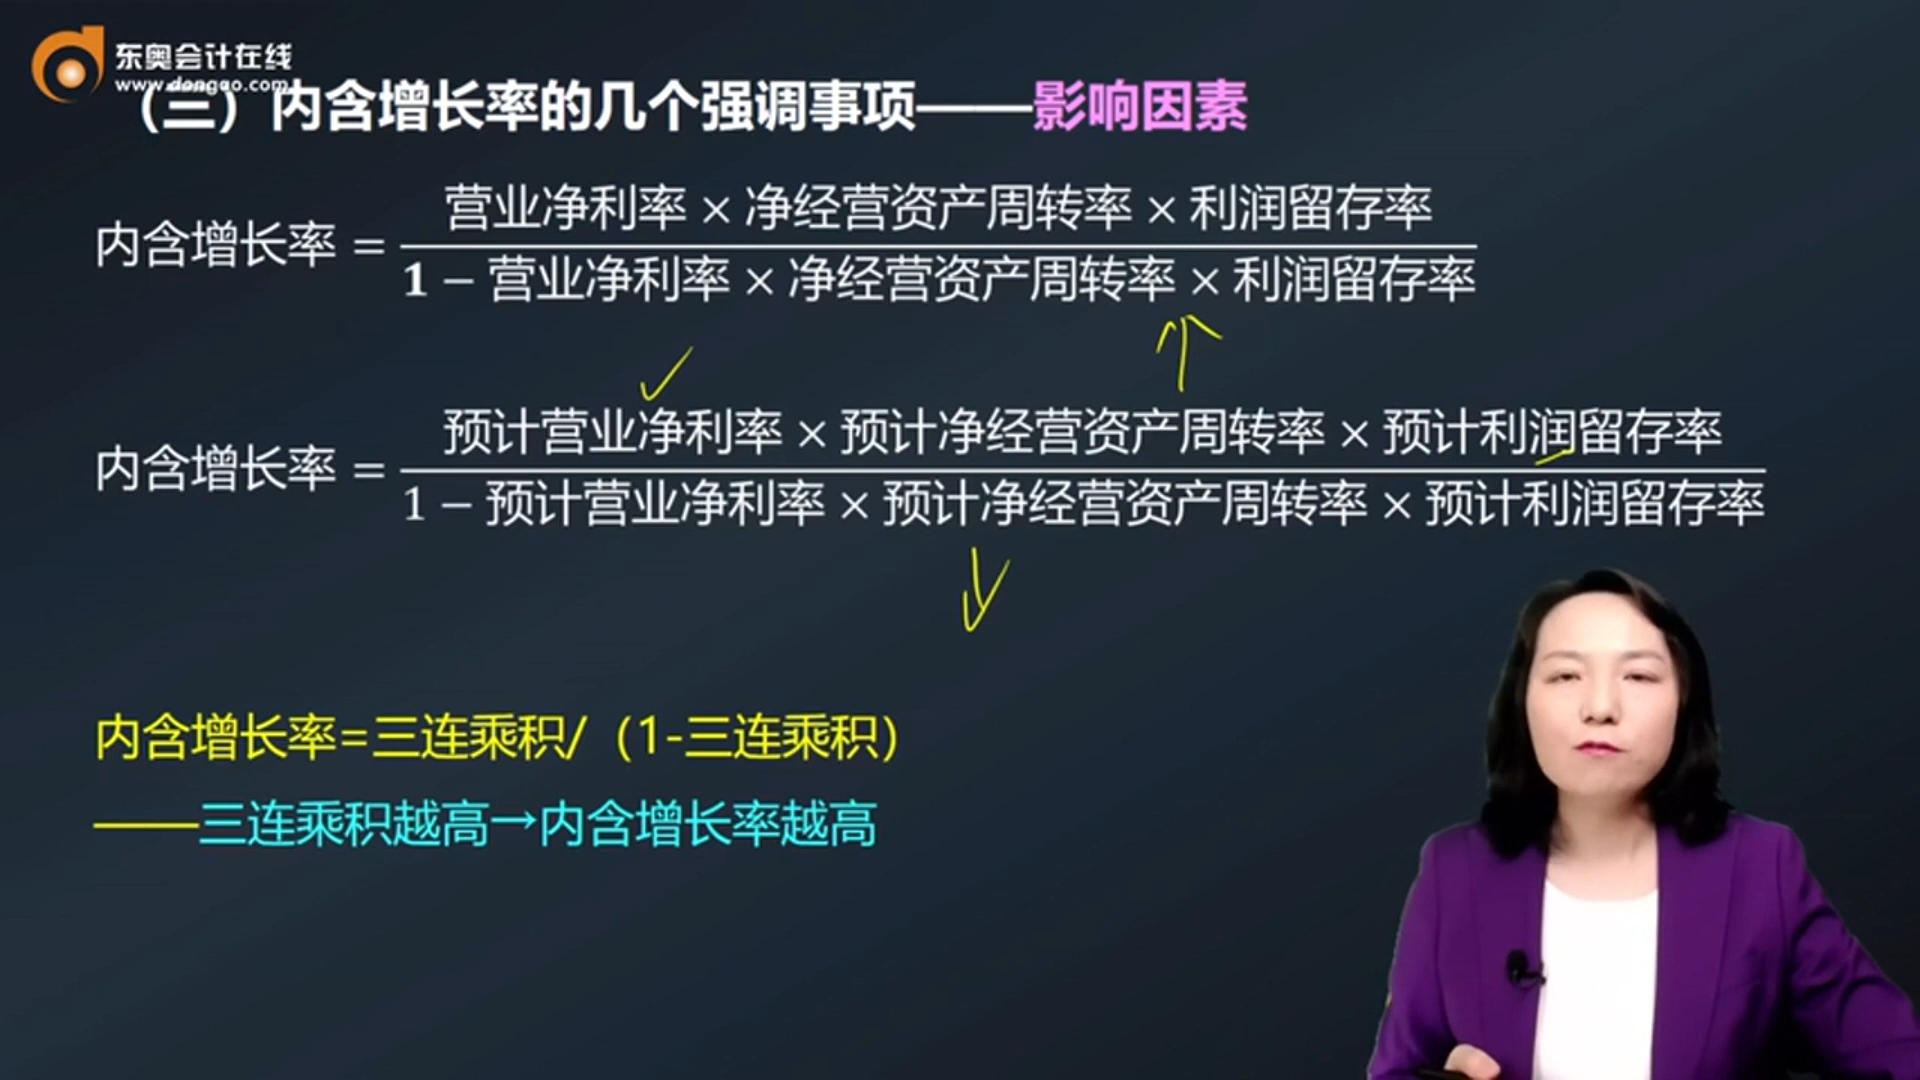 东奥会计在线
www.dongao.com
（三）内含增长率的几个强调事项——影响因素
内含增长率 = 营业净利率 × 净经营资产周转率 × 利润留存率
1 − 营业净利率 × 净经营资产周转率 × 利润留存率
内含增长率 = 预计营业净利率 × 预计净经营资产周转率 × 预计利润留存率
1 − 预计营业净利率 × 预计净经营资产周转率 × 预计利润留存率
内含增长率=三连乘积/（1-三连乘积）
——三连乘积越高→内含增长率越高